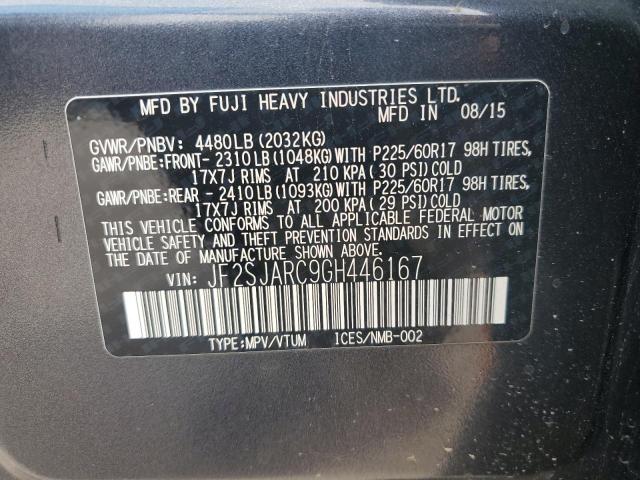 MFD BY FUJI HEAVY INDUSTRIES LTD.
MFD IN 08/15
GVWR/PNBV: 4480LB(2032KG)
GAWR/PNBE:FRONT- 2310LB(1048KG)WITH P225/60R17 98H TIRES,
17X7J RIMS AT 210 KPA( 30 PSI)COLD
GAWR/PNBE:REAR - 2410LB(1093KG)WITH P225/60R17 98H TIRES,
17X7J RIMS AT 200 KPA( 29 PSI)COLD
THIS VEHICLE CONFORMS TO ALL APPLICABLE FEDERAL MOTOR
VEHICLE SAFETY AND THEFT PREVENTION STANDARDS IN EFFECT ON
THE DATE OF MANUFACTURE SHOWN ABOVE.
VIN: JF2SJARC9GH446167
TYPE:MPV/VTUM ICES/NMB-002